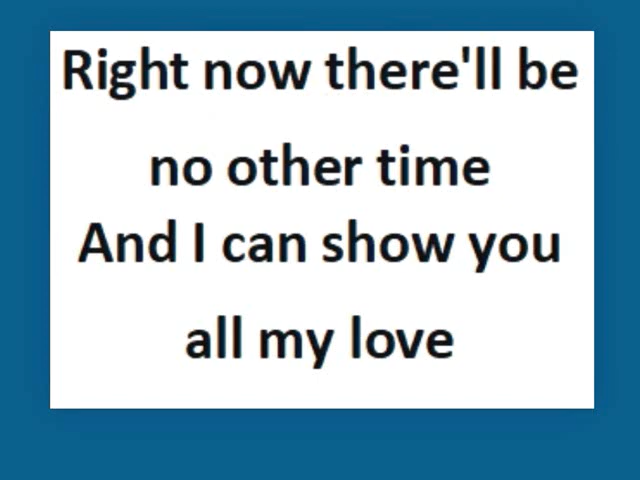 Right now there'll be
no other time
And I can show you
all my love